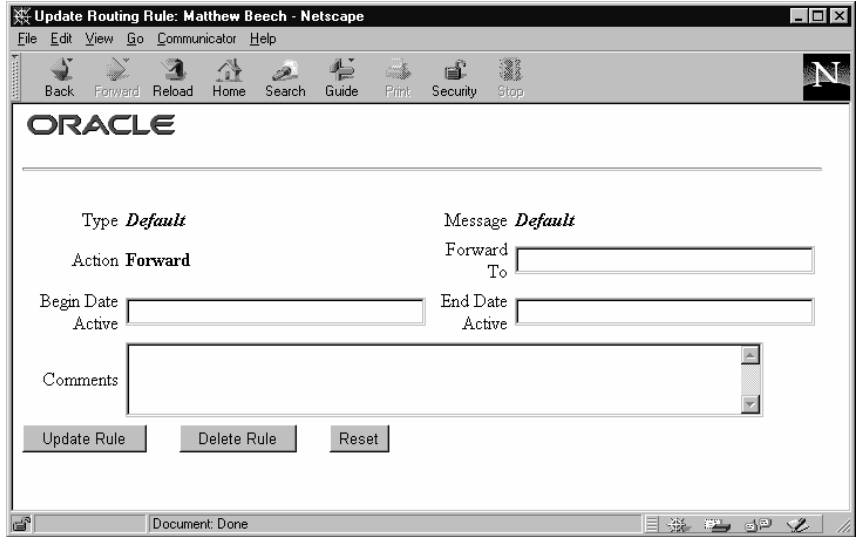 Update Routing Rule: Matthew Beech - Netscape
File Edit View Go Communicator Help
Back Forward Reload Home Search Guide Print Security Stop
N
ORACLE
Type Default Message Default
Action Forward Forward To
Begin Date Active End Date Active
Comments
Update Rule Delete Rule Reset
Document: Done